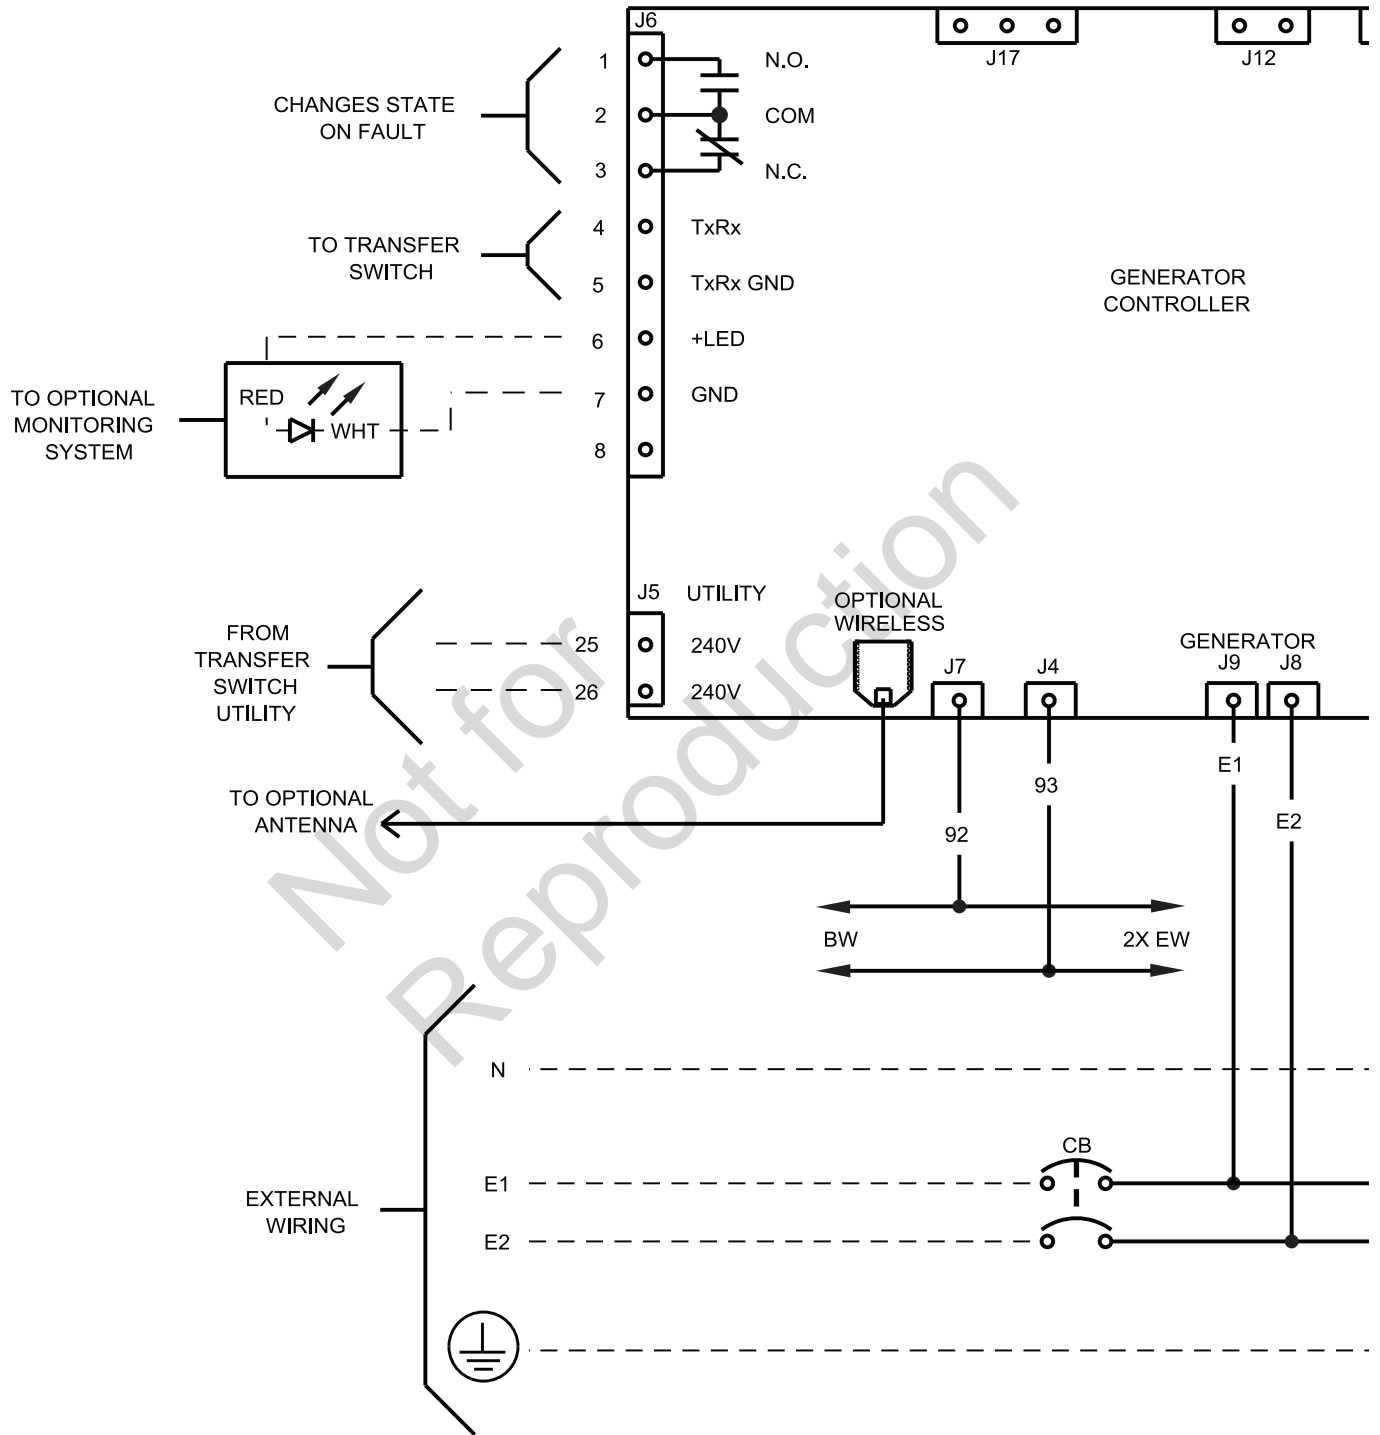 J6
J17
J12
1
N.O.
CHANGES STATE
ON FAULT
2
COM
3
N.C.
4
TxRx
TO TRANSFER
SWITCH
5
TxRx GND
GENERATOR
CONTROLLER
6
+LED
TO OPTIONAL
MONITORING
SYSTEM
RED
WHT
7
GND
8
J5
UTILITY
FROM
TRANSFER
SWITCH
UTILITY
25
240V
26
240V
OPTIONAL
WIRELESS
J7
J4
GENERATOR
J9
J8
TO OPTIONAL
ANTENNA
92
93
E1
E2
BW
2X EW
Not for
Reproduction
EXTERNAL
WIRING
N
CB
E1
E2